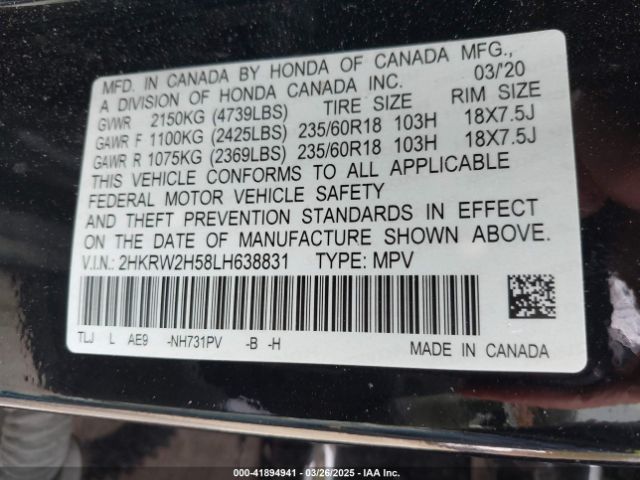 MFD. IN CANADA BY HONDA OF CANADA MFG.,
A DIVISION OF HONDA CANADA INC. 03/'20
GVWR 2150KG (4739LBS) TIRE SIZE RIM SIZE
GAWR F 1100KG (2425LBS) 235/60R18 103H 18X7.5J
GAWR R 1075KG (2369LBS) 235/60R18 103H 18X7.5J
THIS VEHICLE CONFORMS TO ALL APPLICABLE
FEDERAL MOTOR VEHICLE SAFETY
AND THEFT PREVENTION STANDARDS IN EFFECT
ON THE DATE OF MANUFACTURE SHOWN ABOVE.
V.I.N.: 2HKRW2H58LH638831 TYPE: MPV
TLJ L AE9 -NH731PV -B -H
MADE IN CANADA
000-41894941 - 03/26/2025 - IAA Inc.